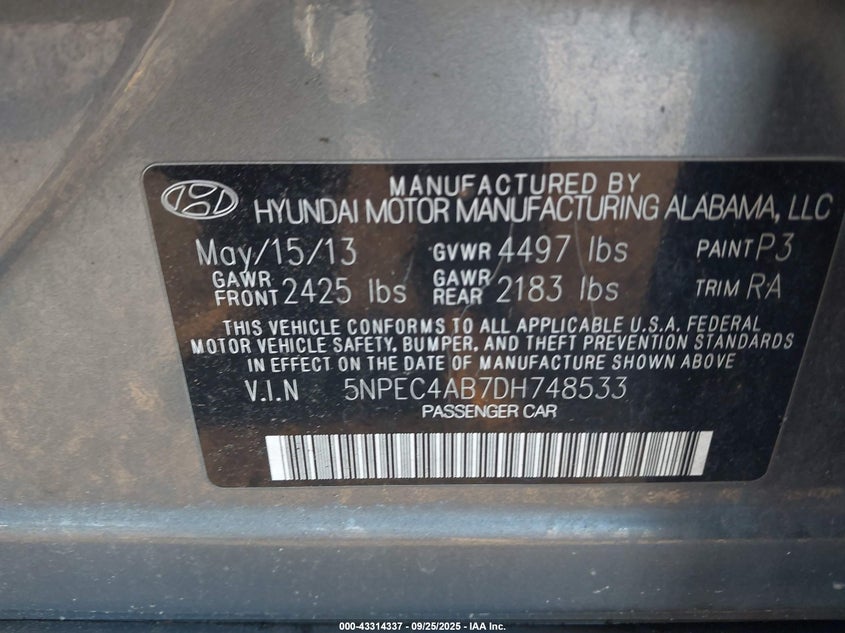 MANUFACTURED BY
HYUNDAI MOTOR MANUFACTURING ALABAMA, LLC
May/15/13 GVWR 4497 lbs PAINT P3
GAWR FRONT 2425 lbs GAWR REAR 2183 lbs TRIM RA
THIS VEHICLE CONFORMS TO ALL APPLICABLE U.S.A. FEDERAL
MOTOR VEHICLE SAFETY, BUMPER, AND THEFT PREVENTION STANDARDS
IN EFFECT ON THE DATE OF MANUFACTURE SHOWN ABOVE
V.I.N 5NPEC4AB7DH748533
PASSENGER CAR
000-43314337 - 09/25/2025 - IAA Inc.